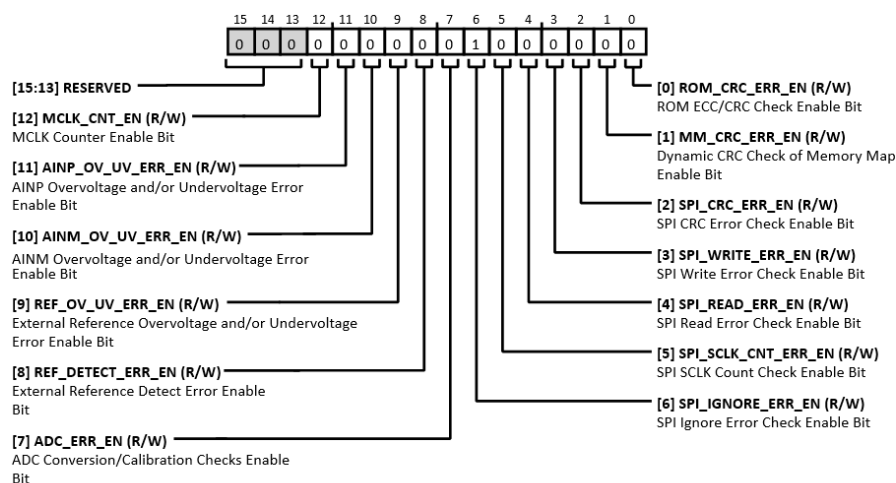 15 14 13 12 11 10 9 8 7 6 5 4 3 2 1 0
0 0 0 0 0 0 0 0 0 1 0 0 0 0 0 0
[15:13] RESERVED
[12] MCLK_CNT_EN (R/W)
MCLK Counter Enable Bit
[11] AINP_OV_UV_ERR_EN (R/W)
AINP Overvoltage and/or Undervoltage Error
Enable Bit
[10] AINM_OV_UV_ERR_EN (R/W)
AINM Overvoltage and/or Undervoltage Error
Enable Bit
[9] REF_OV_UV_ERR_EN (R/W)
External Reference Overvoltage and/or Undervoltage
Error Enable Bit
[8] REF_DETECT_ERR_EN (R/W)
External Reference Detect Error Enable
Bit
[7] ADC_ERR_EN (R/W)
ADC Conversion/Calibration Checks Enable
Bit
[0] ROM_CRC_ERR_EN (R/W)
ROM ECC/CRC Check Enable Bit
[1] MM_CRC_ERR_EN (R/W)
Dynamic CRC Check of Memory Map
Enable Bit
[2] SPI_CRC_ERR_EN (R/W)
SPI CRC Error Check Enable Bit
[3] SPI_WRITE_ERR_EN (R/W)
SPI Write Error Check Enable Bit
[4] SPI_READ_ERR_EN (R/W)
SPI Read Error Check Enable Bit
[5] SPI_SCLK_CNT_ERR_EN (R/W)
SPI SCLK Count Check Enable Bit
[6] SPI_IGNORE_ERR_EN (R/W)
SPI Ignore Error Check Enable Bit